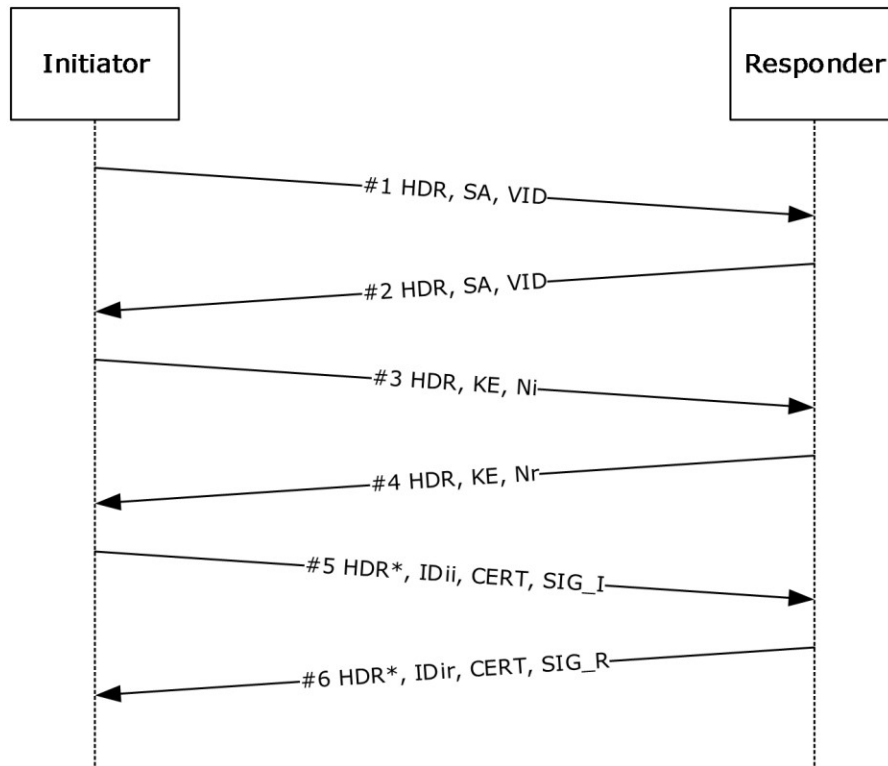 Initiator
Responder
#1 HDR, SA, VID
#2 HDR, SA, VID
#3 HDR, KE, Ni
#4 HDR, KE, Nr
#5 HDR*, IDii, CERT, SIG_I
#6 HDR*, IDir, CERT, SIG_R